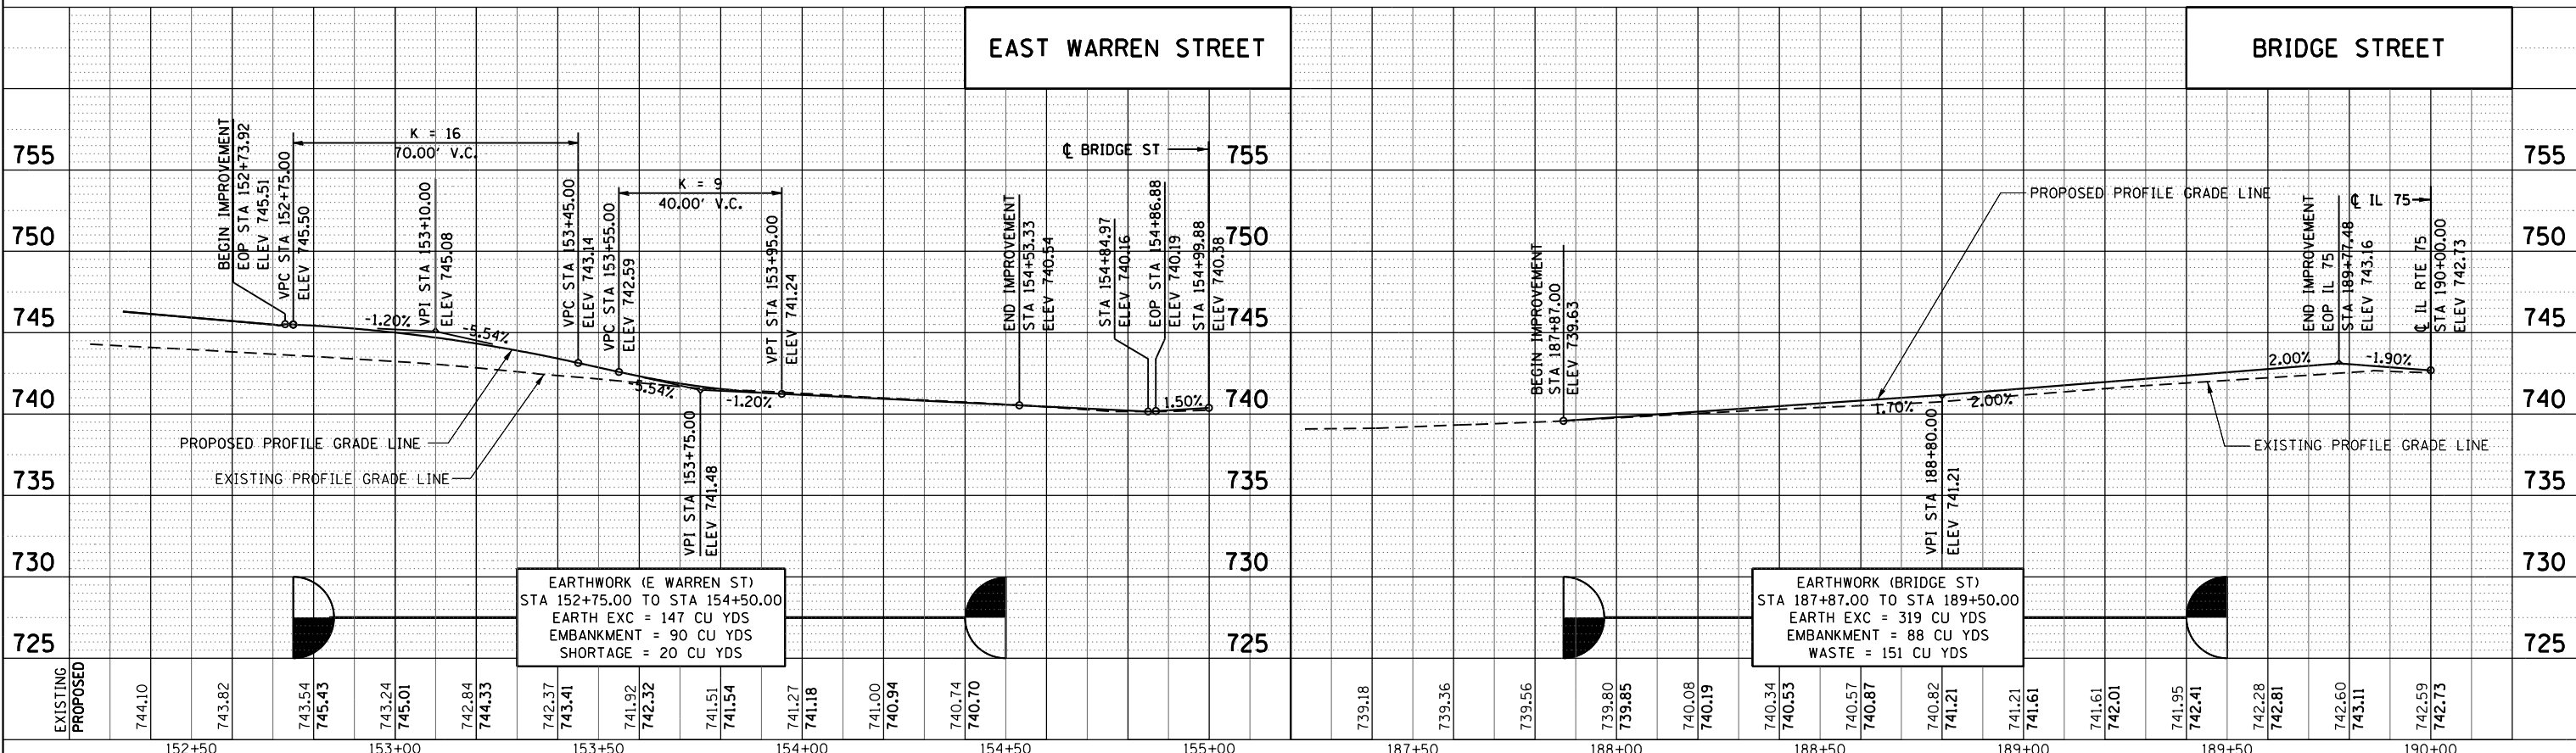 EAST WARREN STREET
BRIDGE STREET
755
750
745
740
735
730
725
BEGIN IMPROVEMENT
EOP STA 152+73.92
ELEV 745.51
VPC STA 152+75.00
ELEV 745.50
K = 16
70.00' V.C.
VPI STA 153+10.00
ELEV 745.08
-1.20%
-5.54%
VPC STA 153+45.00
ELEV 743.14
VPC STA 153+55.00
ELEV 742.59
K = 9
40.00' V.C.
VPT STA 153+95.00
ELEV 741.24
-5.54%
-1.20%
VPI STA 153+75.00
ELEV 741.48
PROPOSED PROFILE GRADE LINE
EXISTING PROFILE GRADE LINE
END IMPROVEMENT
STA 154+53.33
ELEV 740.54
STA 154+84.97
ELEV 740.16
EOP STA 154+86.88
ELEV 740.19
STA 154+99.88
ELEV 740.38
1.50%
℄ BRIDGE ST
755
750
745
740
735
730
725
EARTHWORK (E WARREN ST)
STA 152+75.00 TO STA 154+50.00
EARTH EXC = 147 CU YDS
EMBANKMENT = 90 CU YDS
SHORTAGE = 20 CU YDS
BEGIN IMPROVEMENT
STA 187+87.00
ELEV 739.63
PROPOSED PROFILE GRADE LINE
1.70%
2.00%
VPI STA 188+80.00
ELEV 741.21
EXISTING PROFILE GRADE LINE
2.00%
-1.90%
END IMPROVEMENT
EOP IL 75
STA 189+77.48
ELEV 743.16
℄ IL 75
℄ IL RTE 75
STA 190+00.00
ELEV 742.73
EARTHWORK (BRIDGE ST)
STA 187+87.00 TO STA 189+50.00
EARTH EXC = 319 CU YDS
EMBANKMENT = 88 CU YDS
WASTE = 151 CU YDS
755
750
745
740
735
730
725
EXISTING
PROPOSED
744.10
743.82
743.54
745.43
743.24
745.01
742.84
744.33
742.37
743.41
741.92
742.32
741.51
741.54
741.27
741.18
741.00
740.94
740.74
740.70
739.18
739.36
739.56
739.80
739.85
740.08
740.19
740.34
740.53
740.57
740.87
740.82
741.21
741.21
741.61
741.61
742.01
741.95
742.41
742.28
742.81
742.60
743.11
742.59
742.73
152+50
153+00
153+50
154+00
154+50
155+00
187+50
188+00
188+50
189+00
189+50
190+00